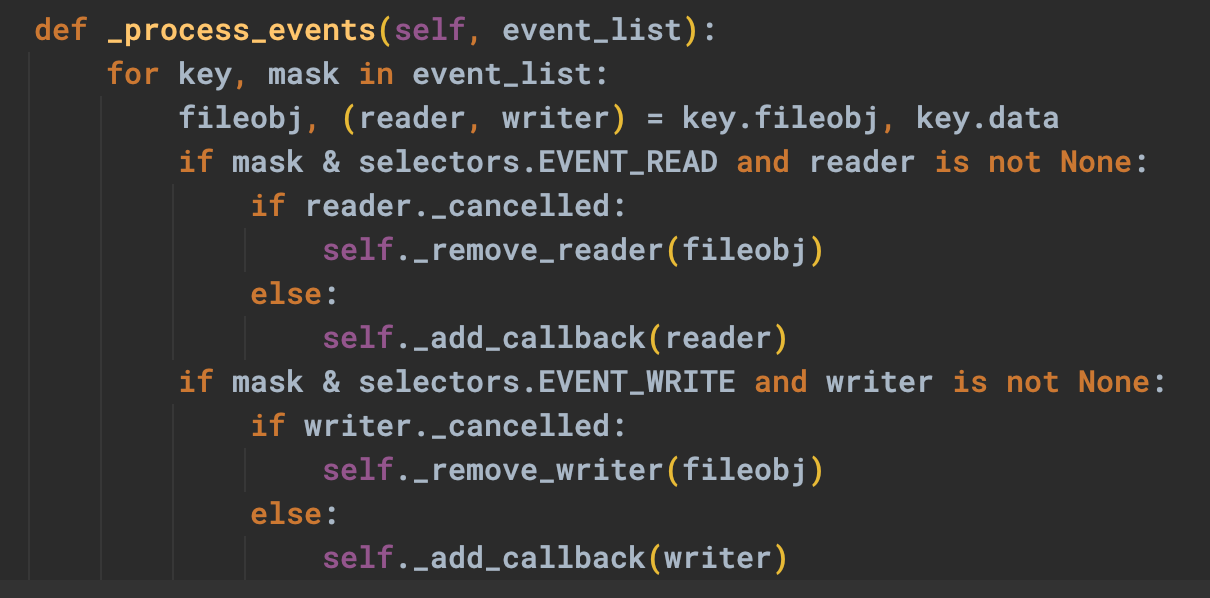 def _process_events(self, event_list):
    for key, mask in event_list:
        fileobj, (reader, writer) = key.fileobj, key.data
        if mask & selectors.EVENT_READ and reader is not None:
            if reader._cancelled:
                self._remove_reader(fileobj)
            else:
                self._add_callback(reader)
        if mask & selectors.EVENT_WRITE and writer is not None:
            if writer._cancelled:
                self._remove_writer(fileobj)
            else:
                self._add_callback(writer)